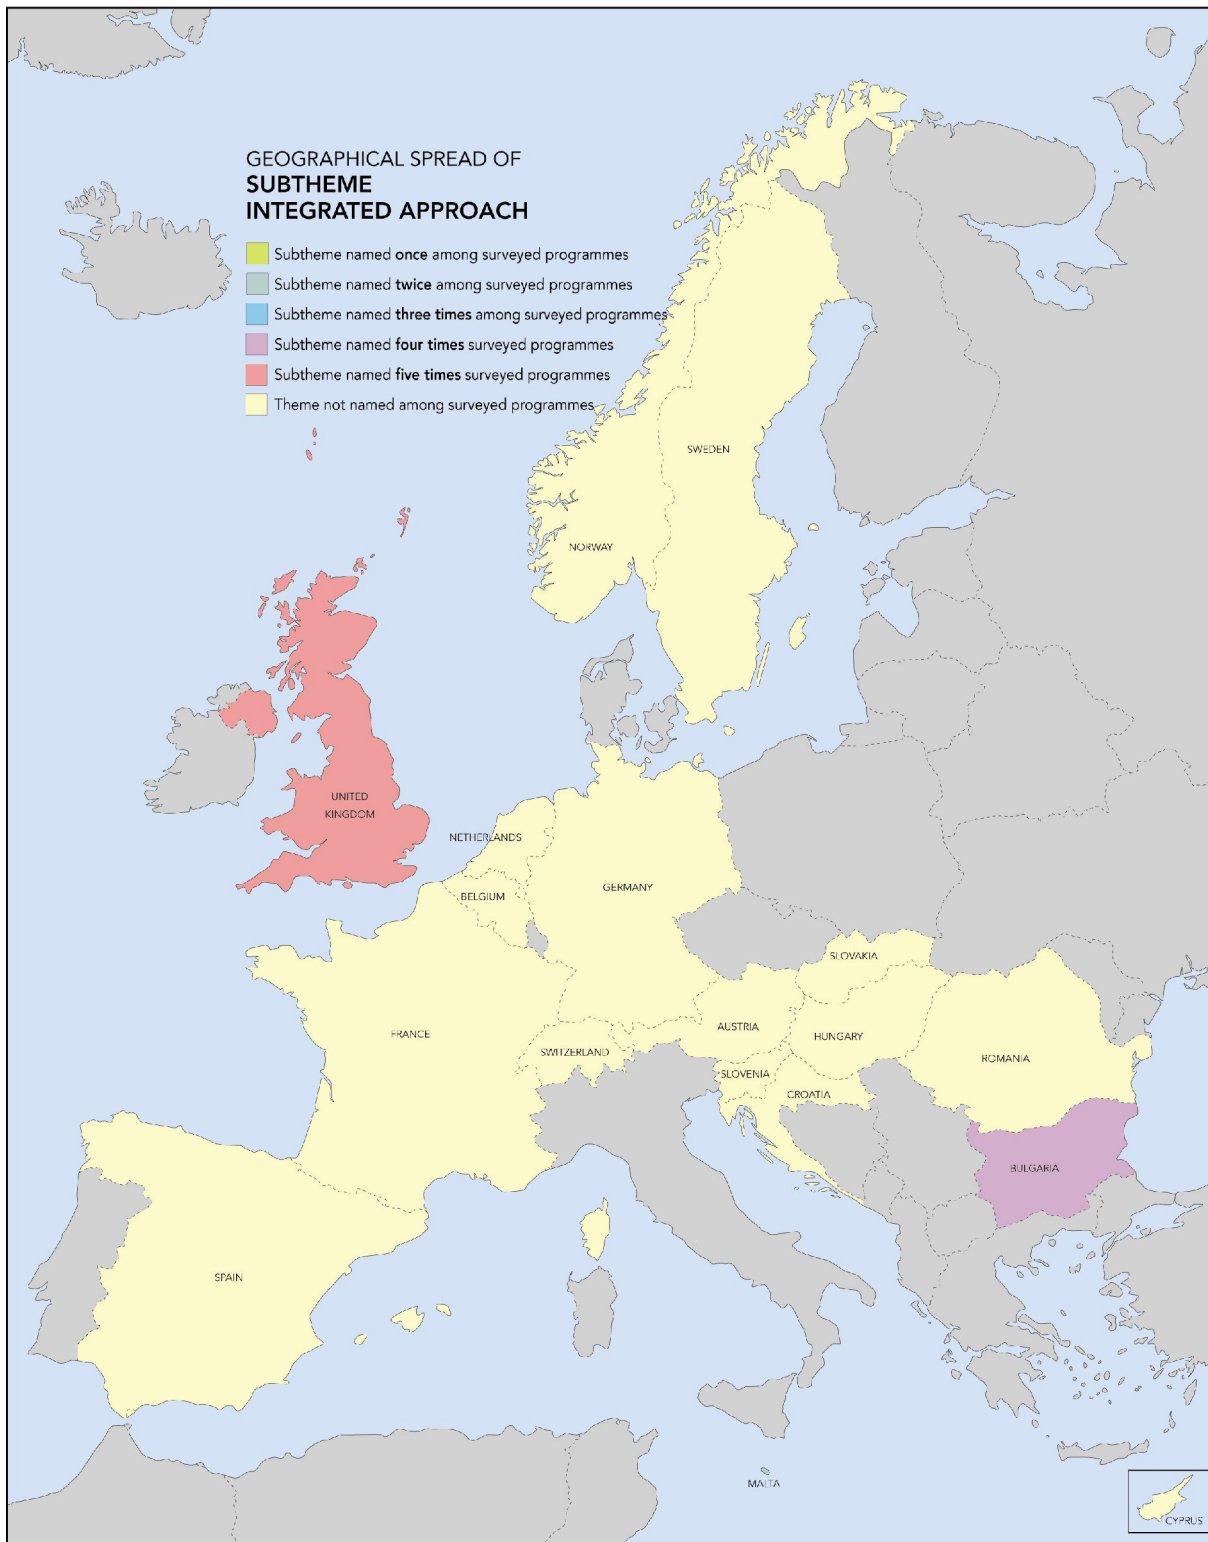 GEOGRAPHICAL SPREAD OF
SUBTHEME
INTEGRATED APPROACH
Subtheme named once among surveyed programmes
Subtheme named twice among surveyed programmes
Subtheme named three times among surveyed programmes
Subtheme named four times surveyed programmes
Subtheme named five times surveyed programmes
Theme not named among surveyed programmes
SWEDEN
NORWAY
UNITED
KINGDOM
NETHERLANDS
GERMANY
BELGIUM
SLOVAKIA
AUSTRIA
FRANCE
HUNGARY
SWITZERLAND
ROMANIA
SLOVENIA
CROATIA
BULGARIA
SPAIN
MALTA
CYPRUS